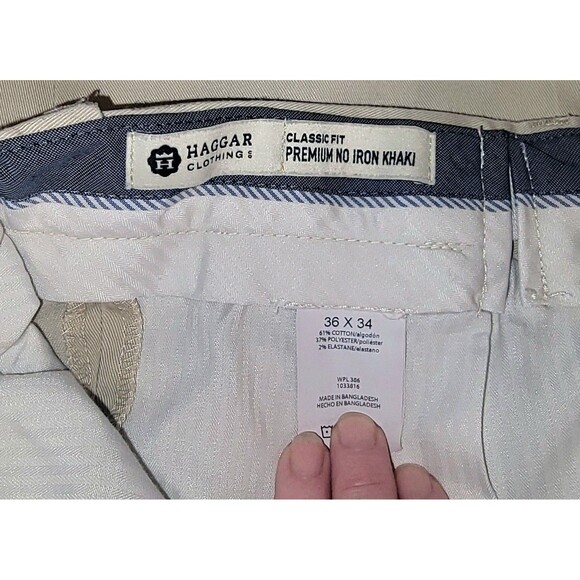 H
HAGGAR
CLOTHING
CLASSIC FIT
PREMIUM NO IRON KHAKI
36 X 34
61% COTTON/algodón
37% POLYESTER/poliéster
2% ELASTANE/elastano
WPL 386
1033816
MADE IN BANGLADESH
HECHO EN BANGLADESH